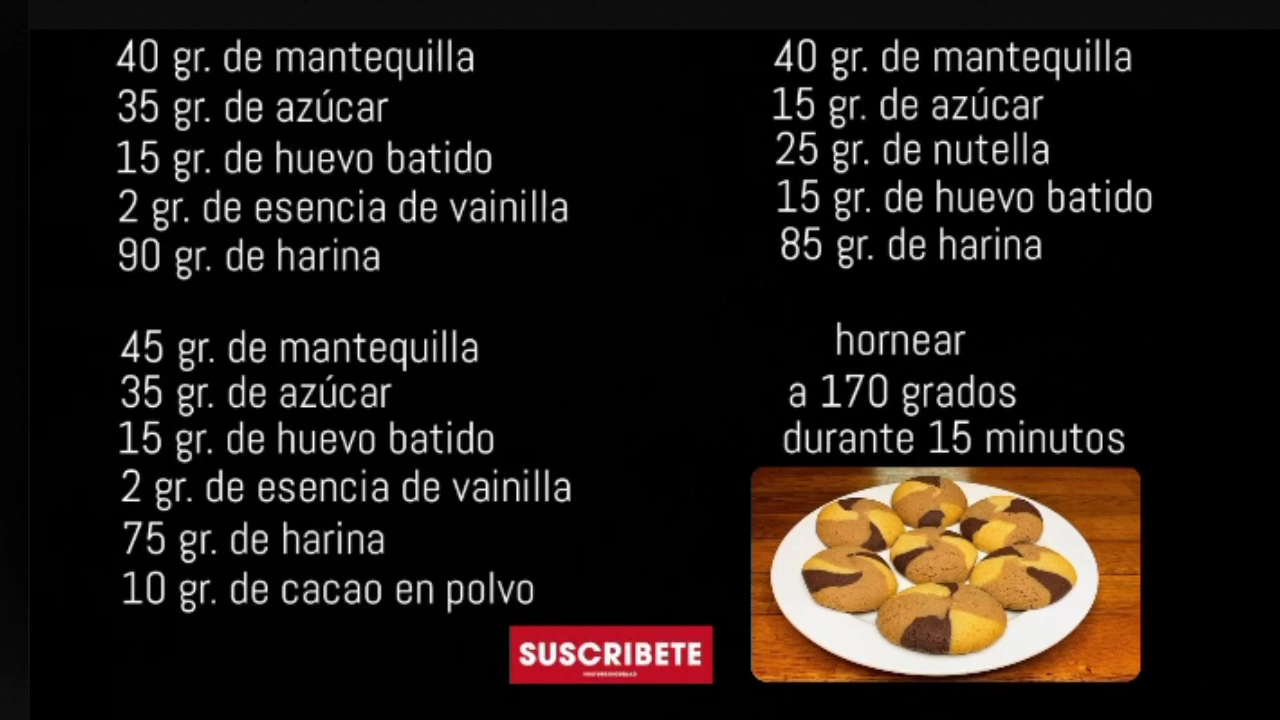 40 gr. de mantequilla
35 gr. de azúcar
15 gr. de huevo batido
2 gr. de esencia de vainilla
90 gr. de harina
45 gr. de mantequilla
35 gr. de azúcar
15 gr. de huevo batido
2 gr. de esencia de vainilla
75 gr. de harina
10 gr. de cacao en polvo
40 gr. de mantequilla
15 gr. de azúcar
25 gr. de nutella
15 gr. de huevo batido
85 gr. de harina
hornear
a 170 grados
durante 15 minutos
SUSCRIBETE